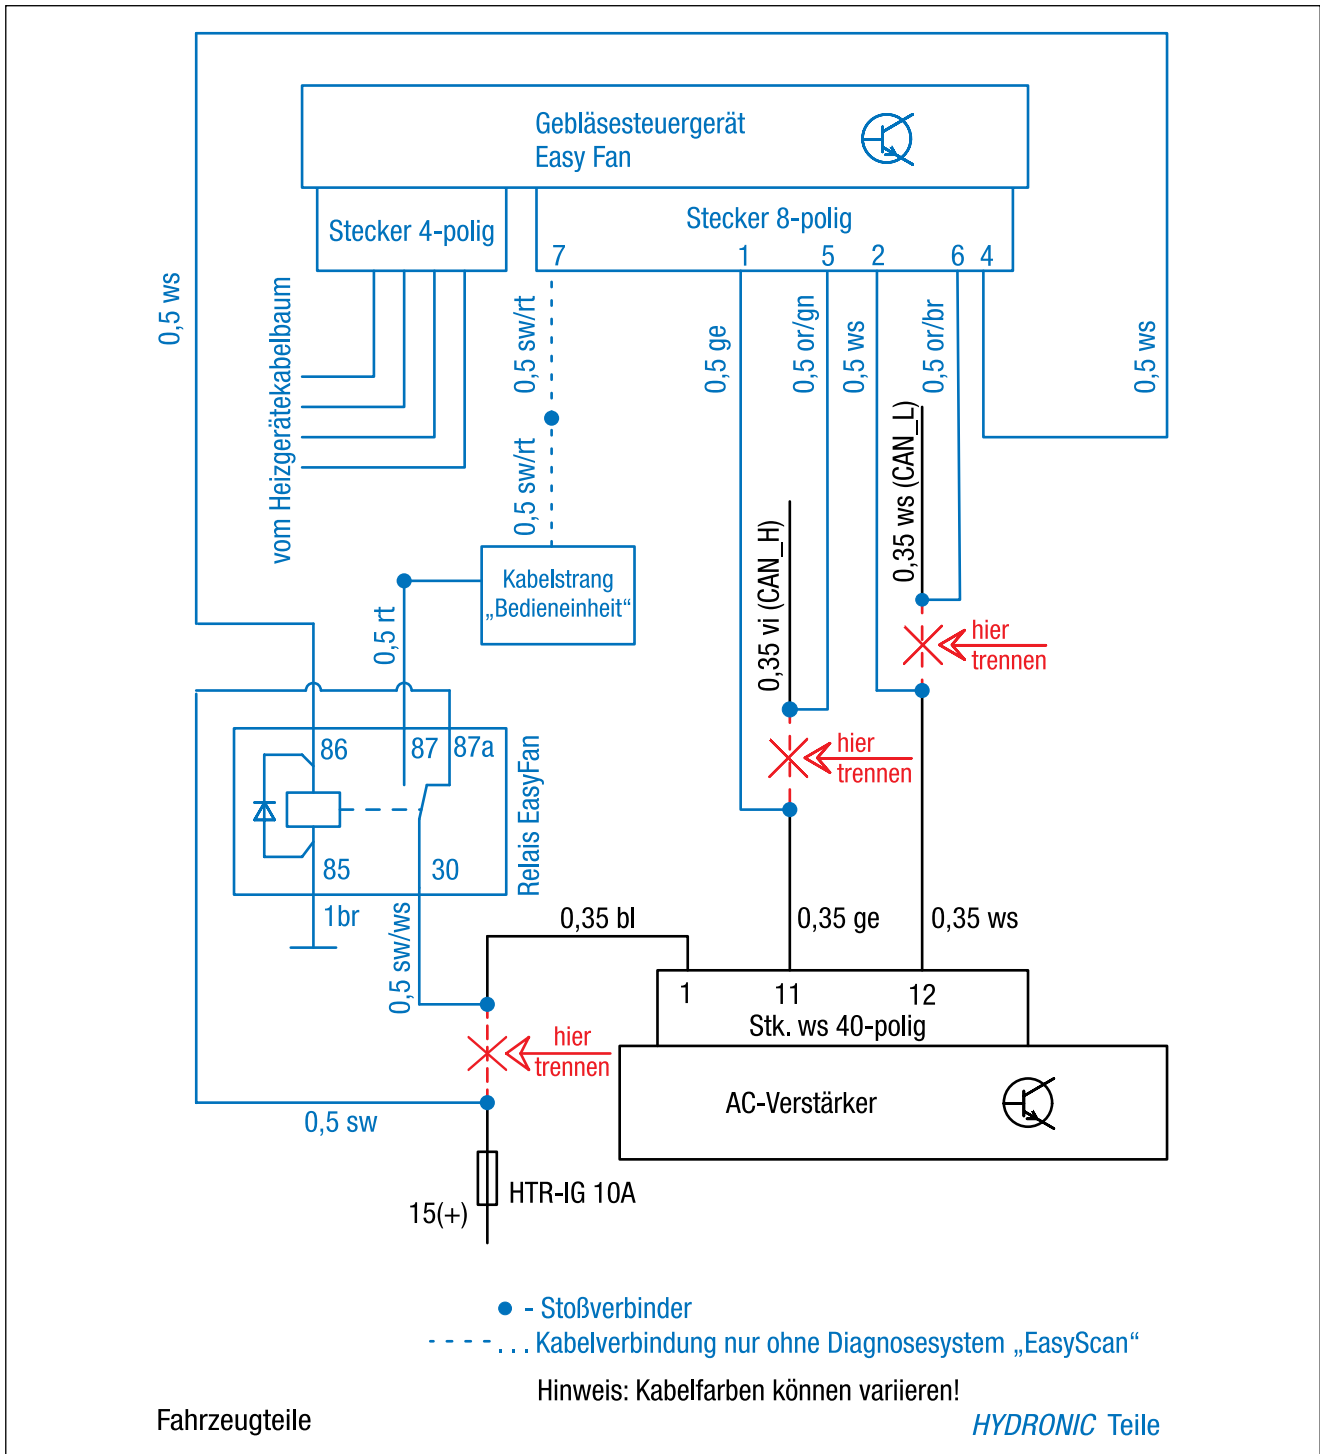 Gebläsesteuergerät
Easy Fan
Stecker 4-polig
Stecker 8-polig
7
1
5
2
6
4
0,5 ws
0,5 sw/rt
0,5 ge
0,5 or/gn
0,5 ws
0,5 or/br
0,5 ws
vom Heizgerätekabelbaum
0,5 sw/rt
0,35 ws (CAN_L)
0,35 vi (CAN_H)
Kabelstrang
„Bedieneinheit“
0,5 rt
hier
trennen
hier
trennen
86
87
87a
Relais EasyFan
85
30
1br
0,5 sw/ws
0,35 bl
0,35 ge
0,35 ws
1
11
12
Stk. ws 40-polig
hier
trennen
AC-Verstärker
0,5 sw
HTR-IG 10A
15(+)
- Stoßverbinder
- - - - . . . Kabelverbindung nur ohne Diagnosesystem „EasyScan“
Hinweis: Kabelfarben können variieren!
Fahrzeugteile
HYDRONIC Teile